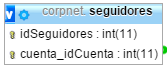 v corpnet. seguidores
idSeguidores : int(11)
cuenta_idCuenta : int(11)